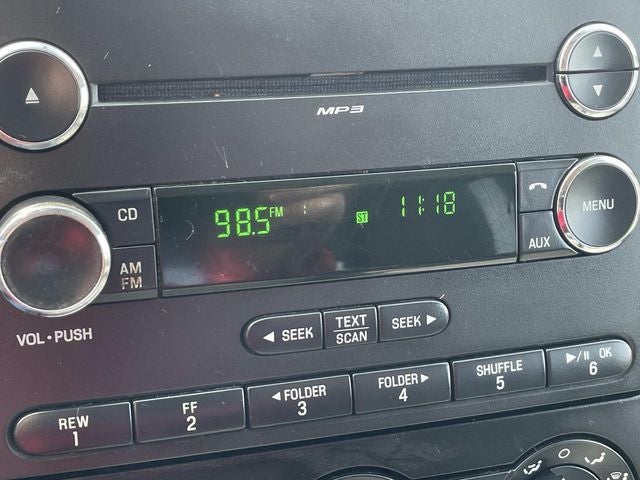 MP3
CD
98.5 FM 1 ST 11:18
MENU
AM
FM
AUX
VOL•PUSH
◄ SEEK
TEXT
SCAN
SEEK ►
REW
1
FF
2
◄ FOLDER
3
FOLDER ►
4
SHUFFLE
5
►/II OK
6